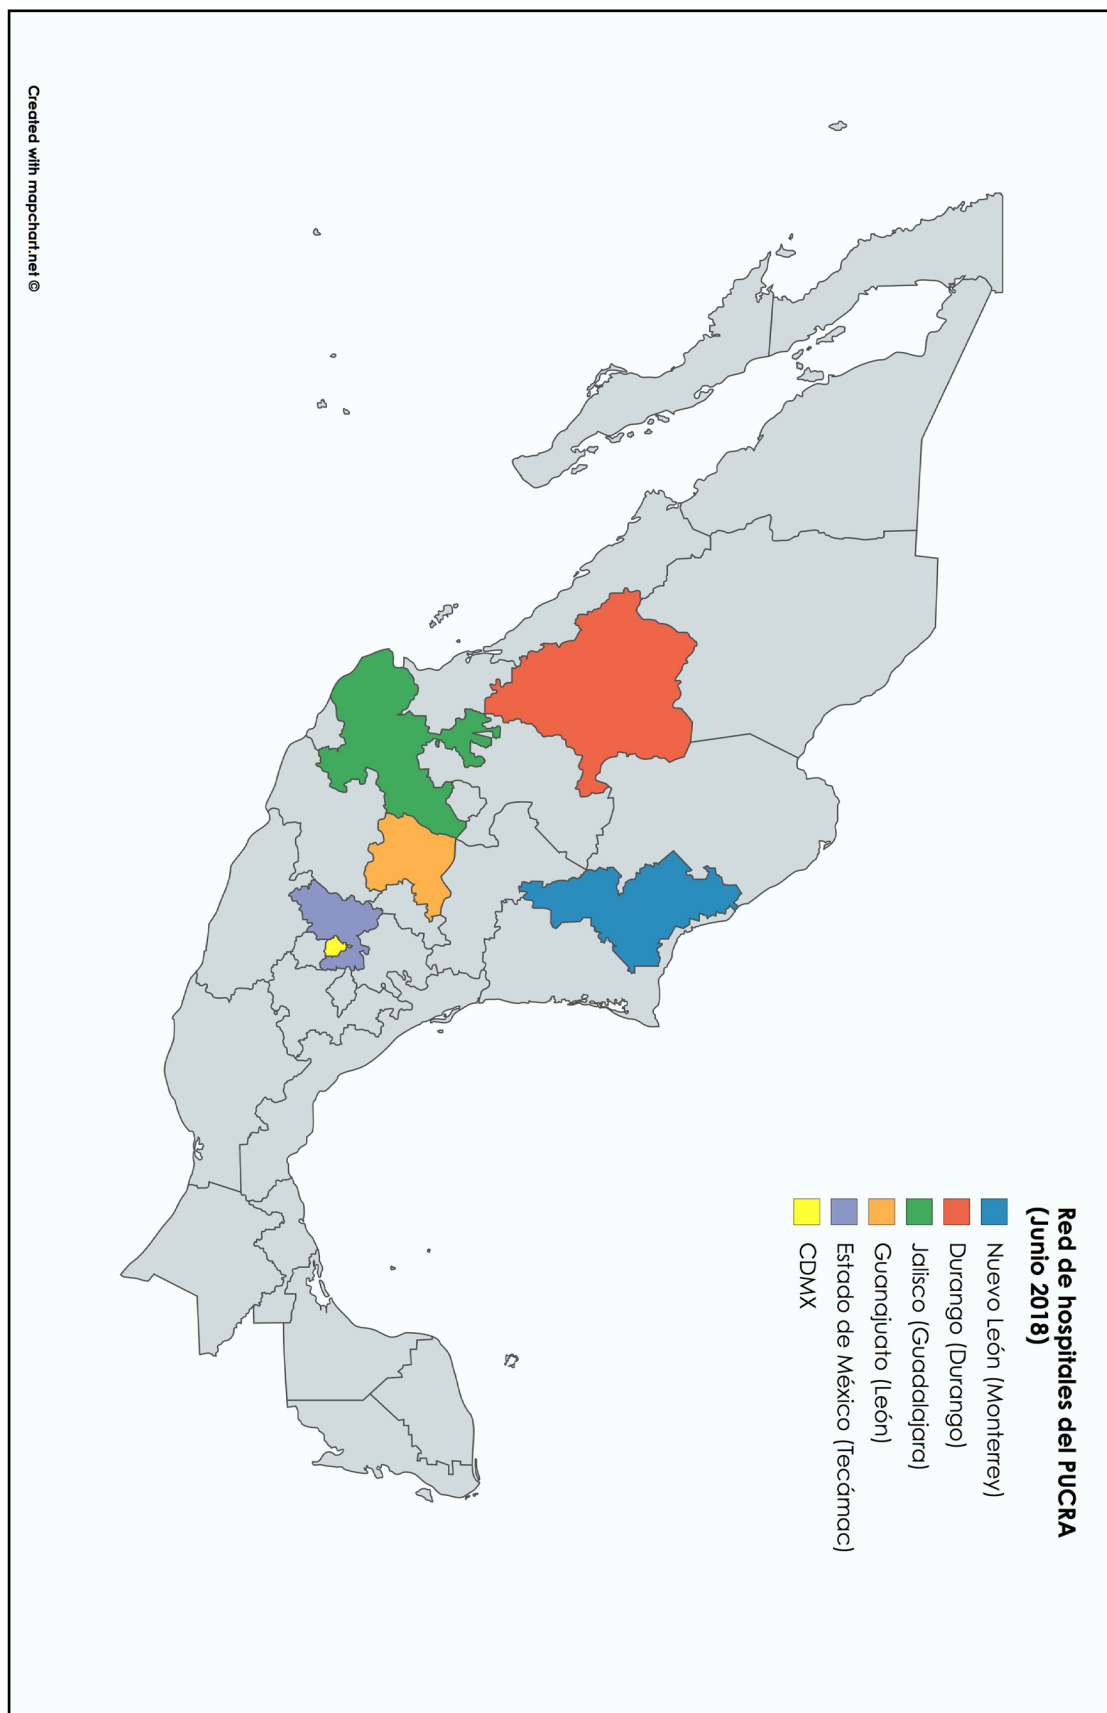 Red de hospitales del PUCRA
(Junio 2018)
Nuevo León (Monterrey)
Durango (Durango)
Jalisco (Guadalajara)
Guanajuato (León)
Estado de México (Tecámac)
CDMX
Created with mapchart.net ©